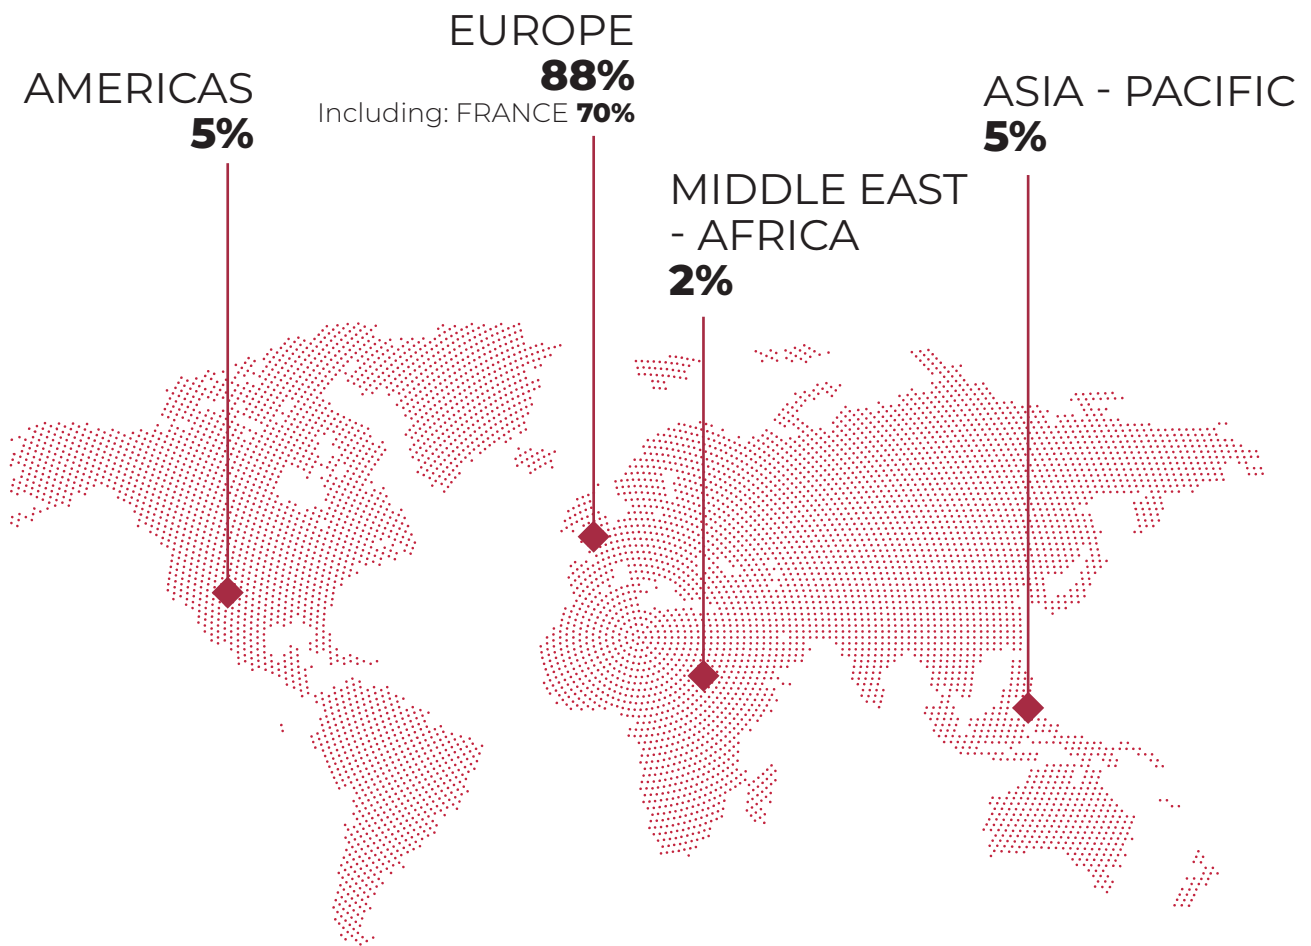 AMERICAS
5%
EUROPE
88%
Including: FRANCE 70%
MIDDLE EAST
- AFRICA
2%
ASIA - PACIFIC
5%